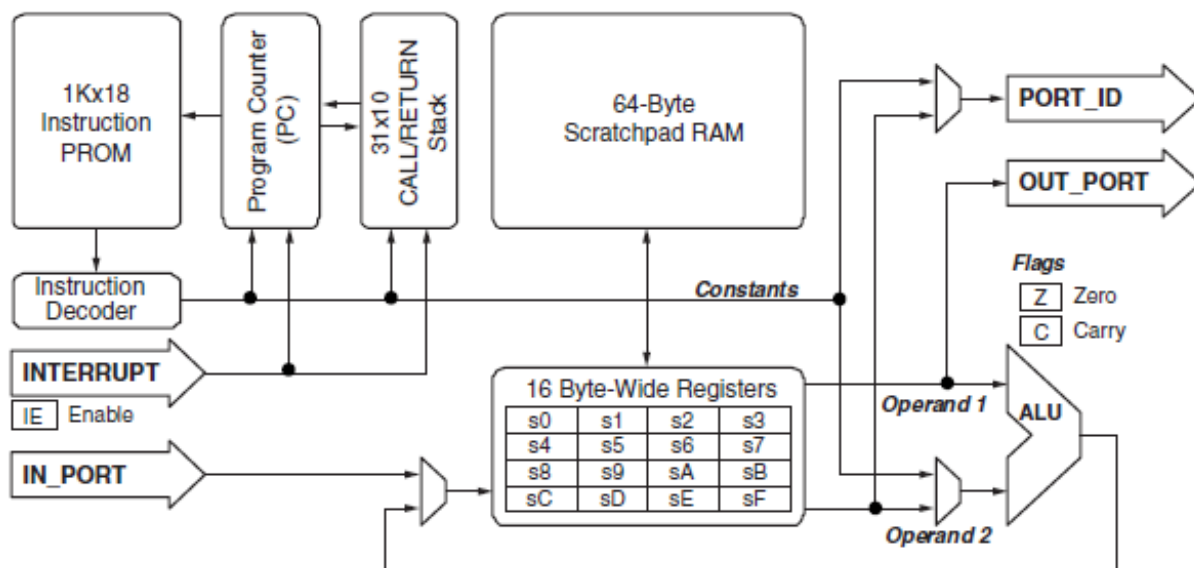 1Kx18
Instruction
PROM
Program Counter
(PC)
31x10
CALL/RETURN
Stack
64-Byte
Scratchpad RAM
PORT_ID
OUT_PORT
Instruction
Decoder
Constants
Flags
Z Zero
C Carry
INTERRUPT
IE Enable
IN_PORT
16 Byte-Wide Registers
s0 s1 s2 s3
s4 s5 s6 s7
s8 s9 sA sB
sC sD sE sF
Operand 1
ALU
Operand 2